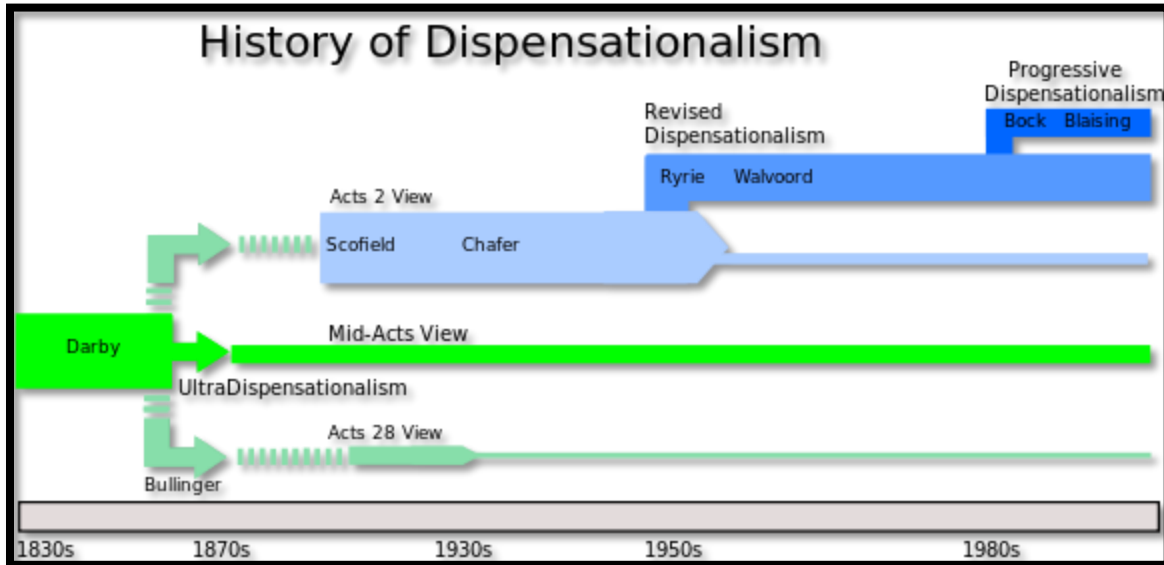 History of Dispensationalism
Progressive
Dispensationalism
Bock Blaising
Revised
Dispensationalism
Ryrie Walvoord
Acts 2 View
Scofield Chafer
Mid-Acts View
Darby
UltraDispensationalism
Acts 28 View
Bullinger
1830s 1870s 1930s 1950s 1980s